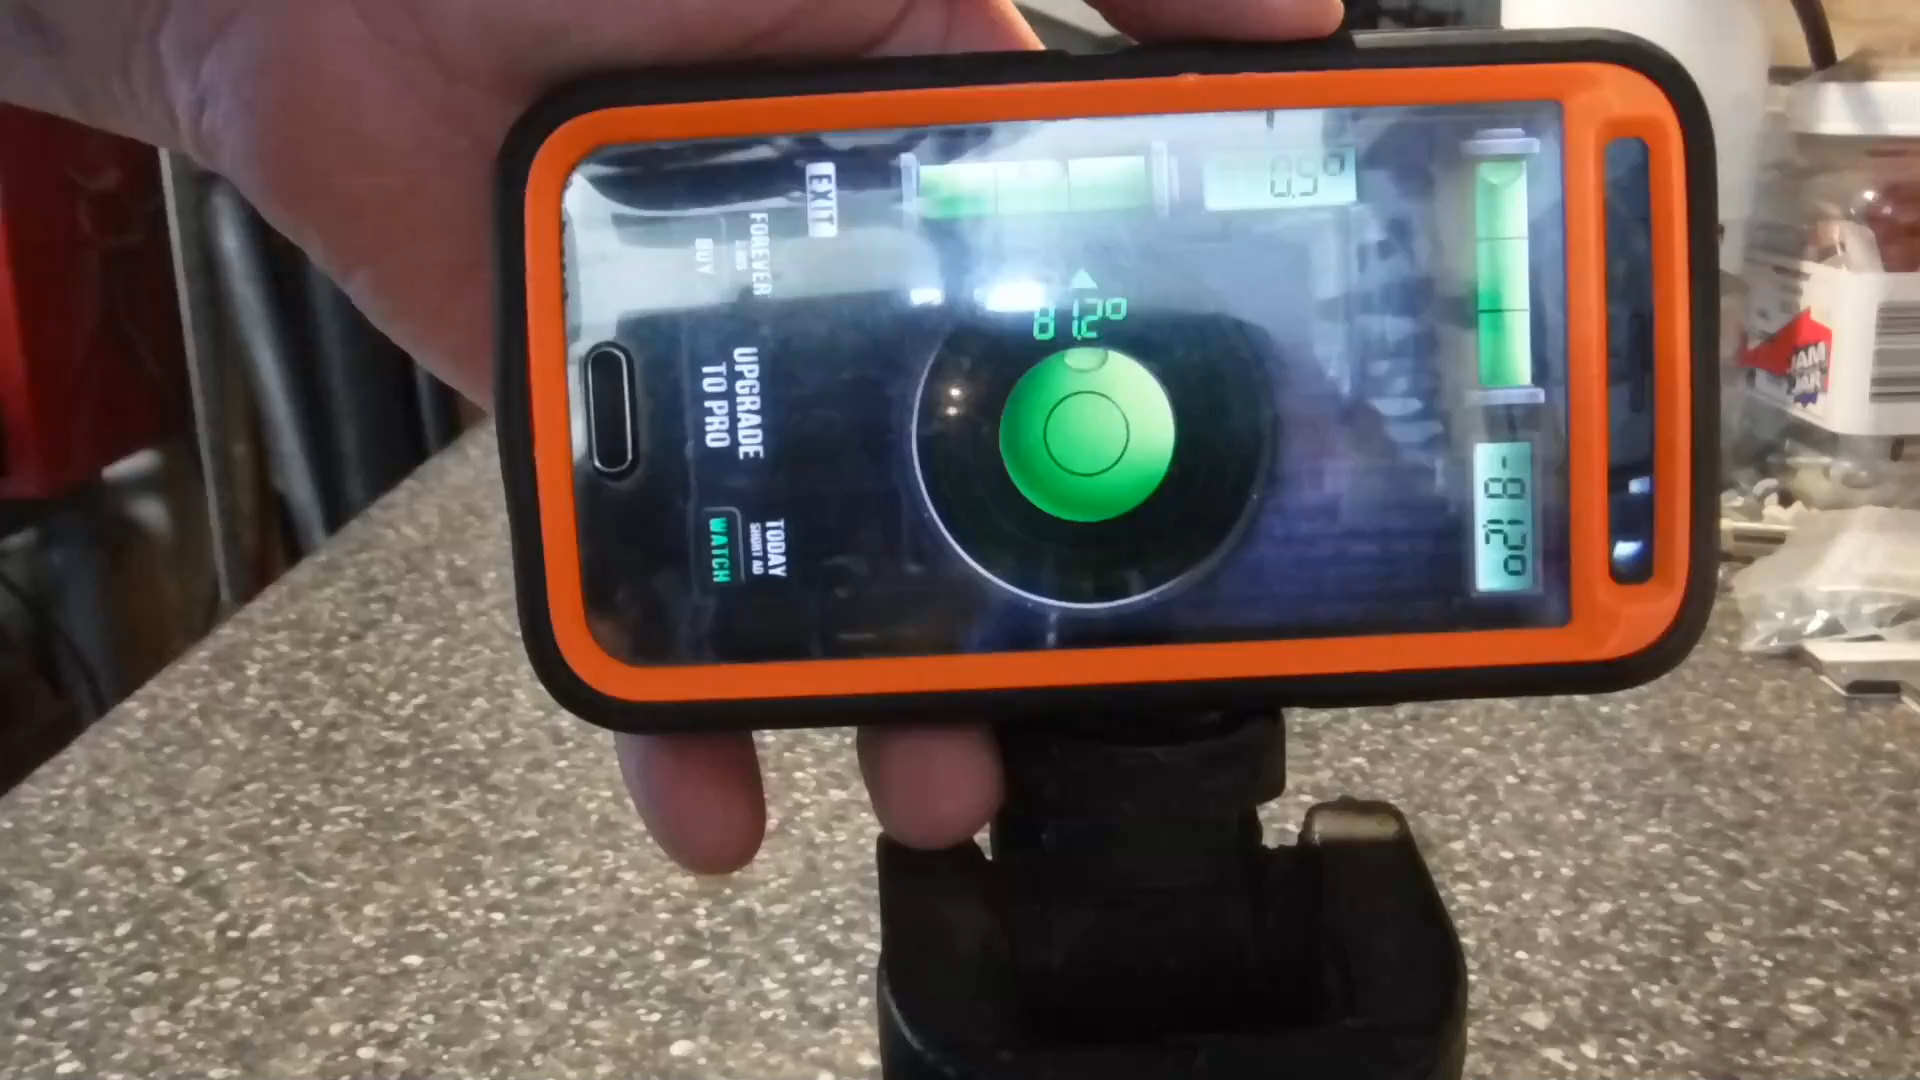 0.5°
81.2°
-81.2°
EXIT
FOREVER
BUY
UPGRADE
TO PRO
TODAY
SHORT AD
WATCH
JAM
JAR